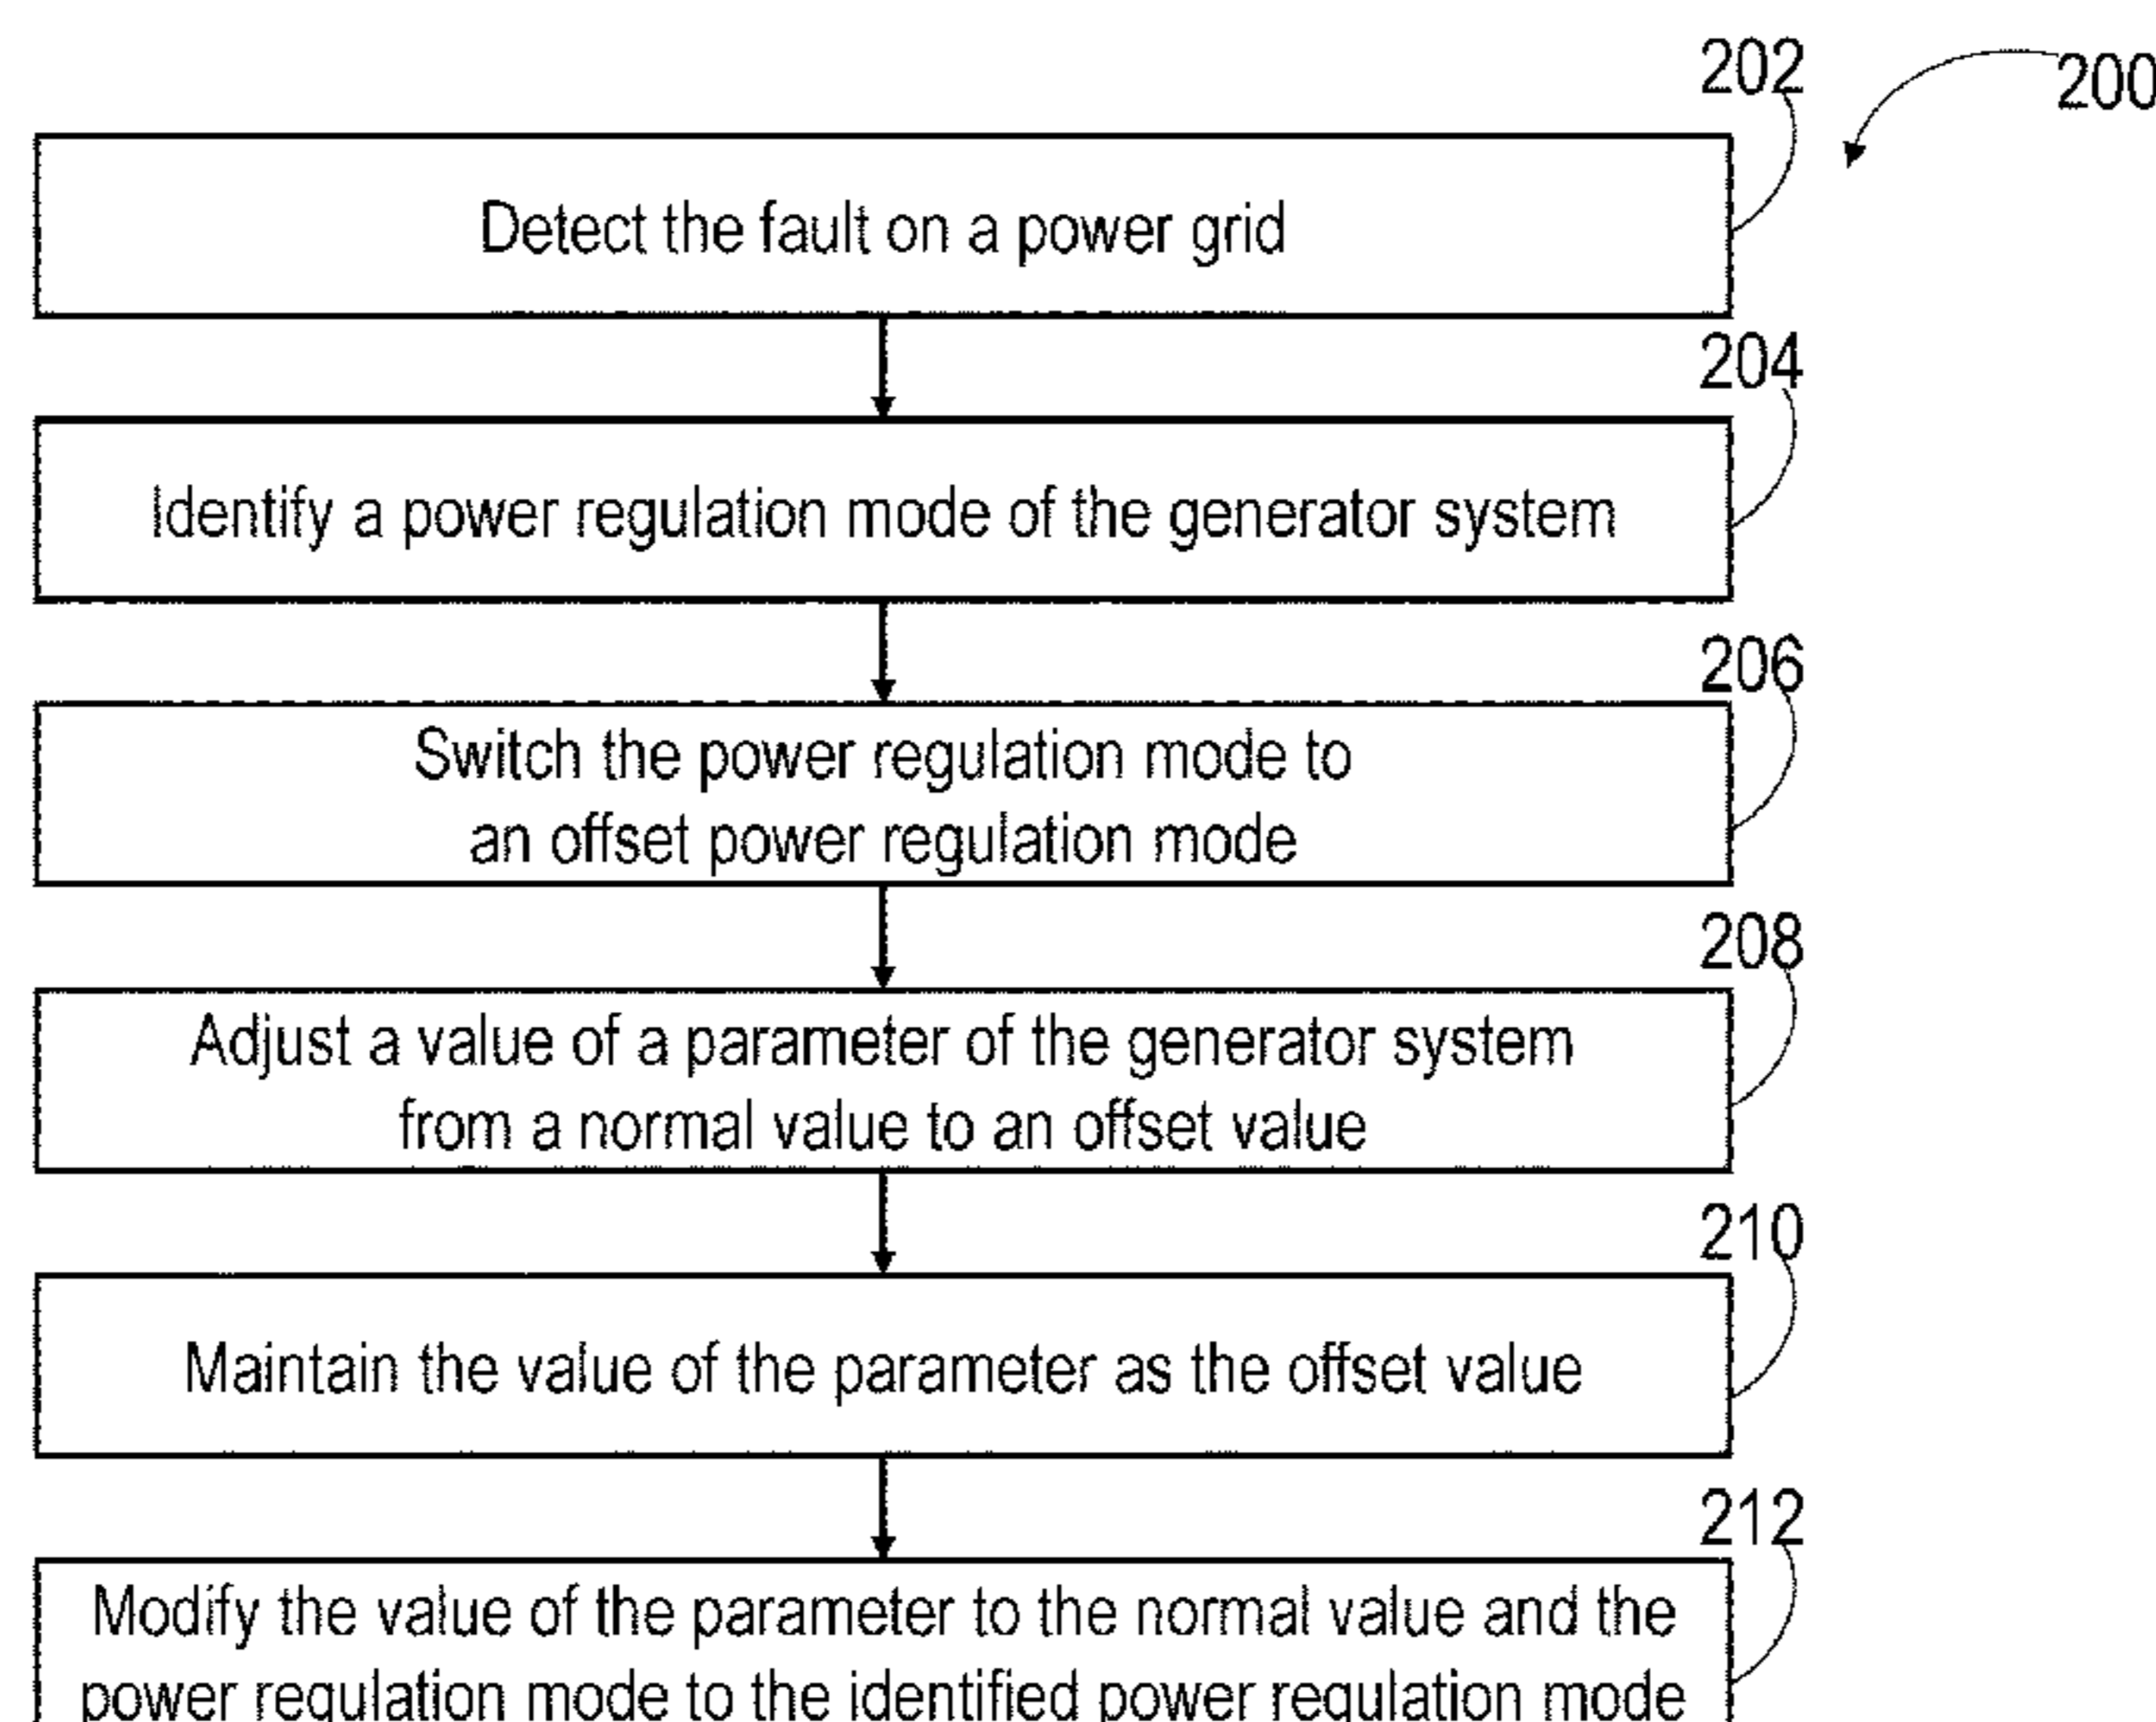 202
200
Detect the fault on a power grid
204
Identify a power regulation mode of the generator system
206
Switch the power regulation mode to
an offset power regulation mode
208
Adjust a value of a parameter of the generator system
from a normal value to an offset value
210
Maintain the value of the parameter as the offset value
212
Modify the value of the parameter to the normal value and the
power regulation mode to the identified power regulation mode